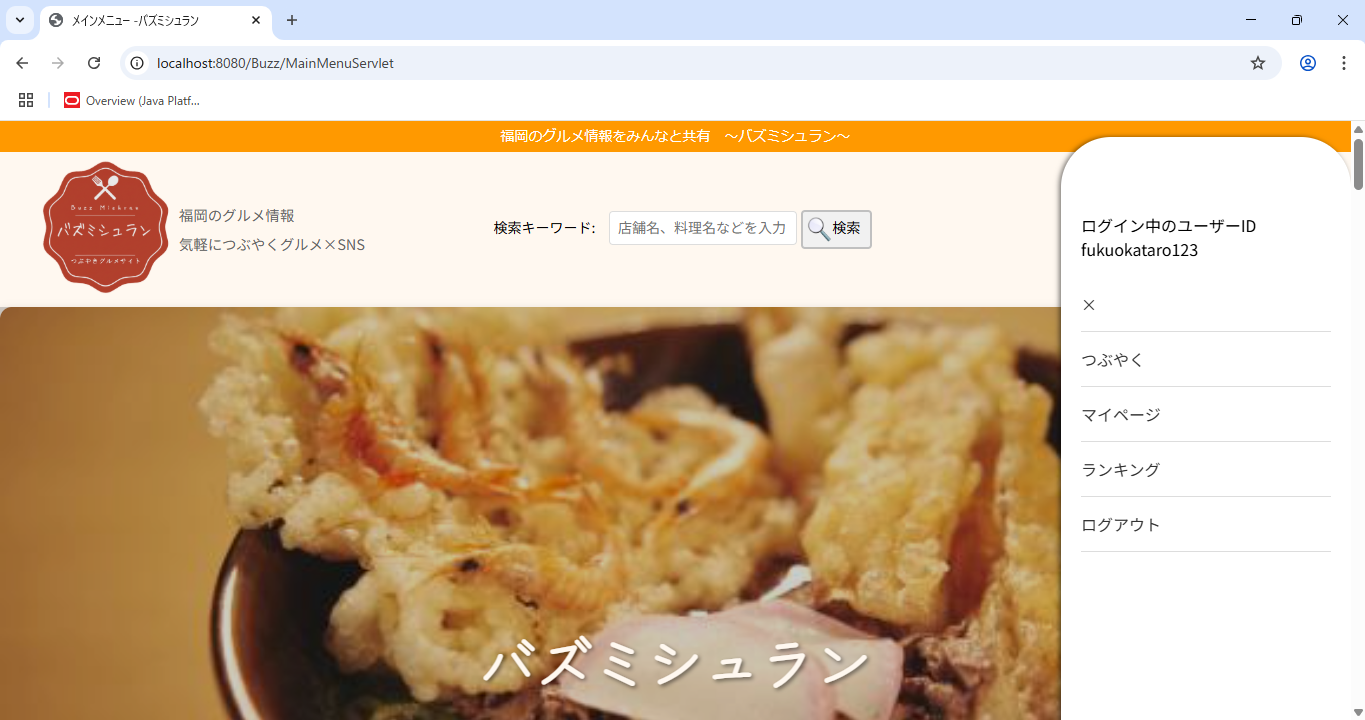 メインメニュー -バズミシュラン
localhost:8080/Buzz/MainMenuServlet
Overview (Java Platf...
福岡のグルメ情報をみんなと共有　～バズミシュラン～
Buzz Michrun
バズミシュラン
つぶやきグルメサイト
福岡のグルメ情報
気軽につぶやくグルメ×SNS
検索キーワード:
店舗名、料理名などを入力
検索
ログイン中のユーザーID
fukuokataro123
×
つぶやく
マイページ
ランキング
ログアウト
バズミシュラン